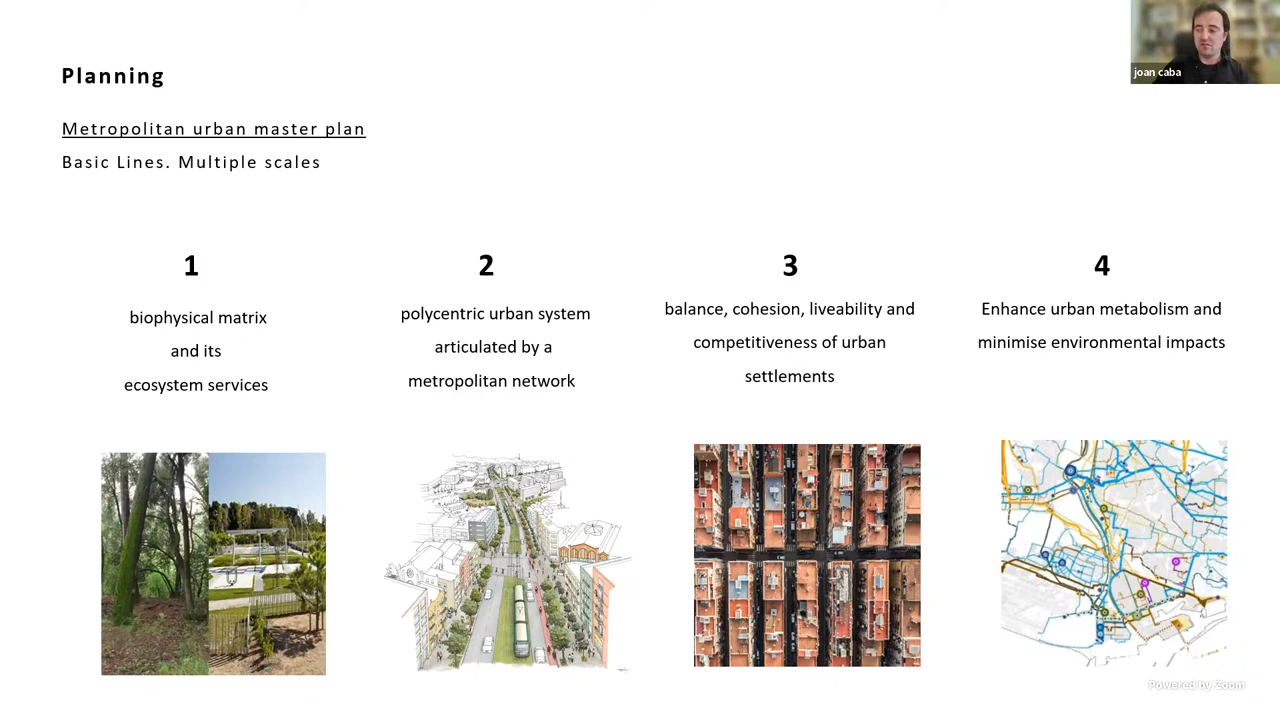 joan caba
Planning
Metropolitan urban master plan
Basic Lines. Multiple scales
1
biophysical matrix
and its
ecosystem services
2
polycentric urban system
articulated by a
metropolitan network
3
balance, cohesion, liveability and
competitiveness of urban
settlements
4
Enhance urban metabolism and
minimise environmental impacts
Powered by Zoom